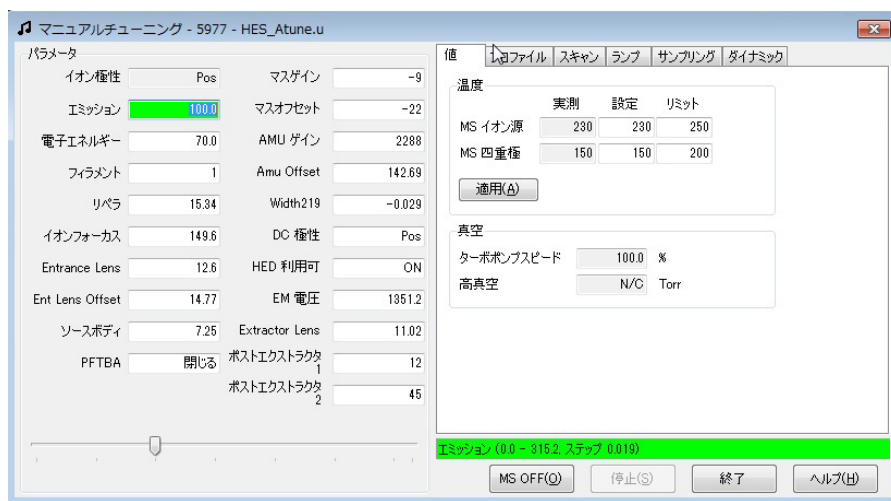 マニュアルチューニング - 5977 - HES_Atune.u
パラメータ
イオン極性 Pos マスゲイン -9
エミッション 100.0 マスオフセット -22
電子エネルギー 70.0 AMU ゲイン 2288
フィラメント 1 Amu Offset 142.69
リペラ 15.34 Width219 -0.029
イオンフォーカス 149.6 DC 極性 Pos
Entrance Lens 12.6 HED 利用可 ON
Ent Lens Offset 14.77 EM 電圧 1351.2
ソースボディ 7.25 Extractor Lens 11.02
PFTBA 閉じる ポストエクストラクタ 1 12
ポストエクストラクタ 2 45
値 ファイル スキャン ランプ サンプリング ダイナミック
温度
実測 設定 リミット
MS イオン源 230 230 250
MS 四重極 150 150 200
適用(A)
真空
ターボポンプスピード 100.0 %
高真空 N/C Torr
エミッション (0.0 - 315.2, ステップ 0.019)
MS OFF(O) 停止(S) 終了 ヘルプ(H)